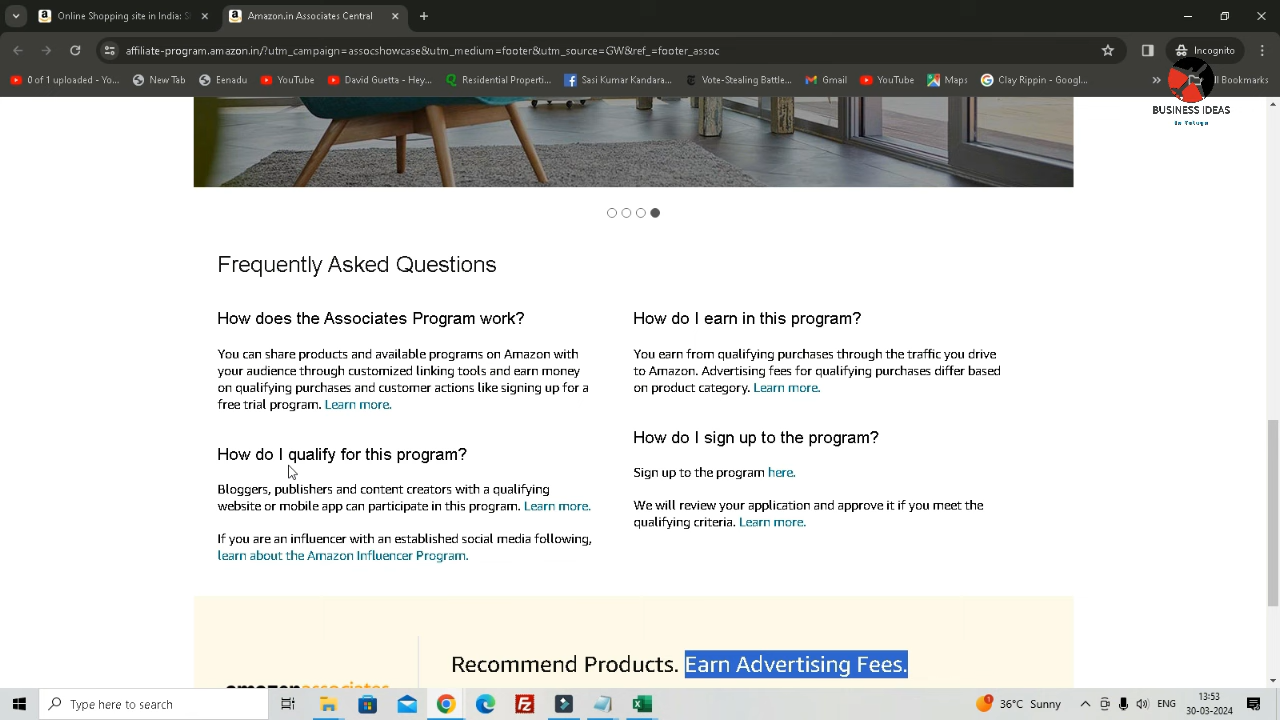 Online Shopping site in India: S
Amazon.in Associates Central
affiliate-program.amazon.in/?utm_campaign=assocshowcase&utm_medium=footer&utm_source=GW&ref_=footer_assoc
Incognito
0 of 1 uploaded - Yo...
New Tab
Eenadu
YouTube
David Guetta - Hey,...
Residential Properti...
Sasi Kumar Kandara...
Vote-Stealing Battle...
Gmail
YouTube
Maps
Clay Rippin - Googl...
ll Bookmarks
BUSINESS IDEAS
In Telugu
Frequently Asked Questions
How does the Associates Program work?
You can share products and available programs on Amazon with
your audience through customized linking tools and earn money
on qualifying purchases and customer actions like signing up for a
free trial program. Learn more.
How do I qualify for this program?
Bloggers, publishers and content creators with a qualifying
website or mobile app can participate in this program. Learn more.
If you are an influencer with an established social media following,
learn about the Amazon Influencer Program.
How do I earn in this program?
You earn from qualifying purchases through the traffic you drive
to Amazon. Advertising fees for qualifying purchases differ based
on product category. Learn more.
How do I sign up to the program?
Sign up to the program here.
We will review your application and approve it if you meet the
qualifying criteria. Learn more.
Recommend Products. Earn Advertising Fees.
amazonassociates
Type here to search
1
36°C Sunny
ENG
13:53
30-03-2024